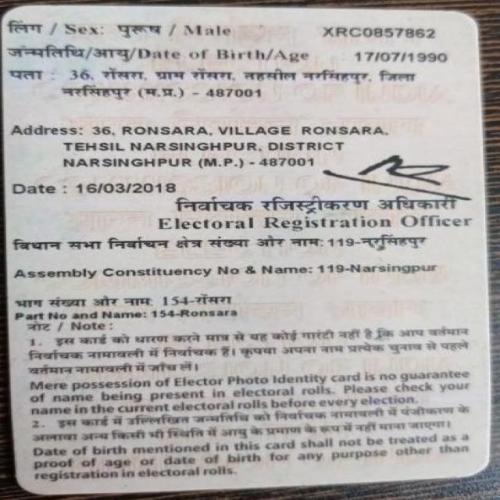 लिंग / Sex: पुरूष / Male XRC0857862
जन्मतिथि/आयु/Date of Birth/Age : 17/07/1990
पता : 36, रोंसरा, ग्राम रोंसरा, तहसील नरसिंहपुर, जिला
नरसिंहपुर (म.प्र.) - 487001
Address: 36, RONSARA, VILLAGE RONSARA,
TEHSIL NARSINGHPUR, DISTRICT
NARSINGHPUR (M.P.) - 487001
Date : 16/03/2018
निर्वाचक रजिस्ट्रीकरण अधिकारी
Electoral Registration Officer
विधान सभा निर्वाचन क्षेत्र संख्या और नाम: 119-नरसिंहपुर
Assembly Constituency No & Name: 119-Narsingpur
भाग संख्या और नाम: 154-रोंसरा
Part No and Name: 154-Ronsara
नोट / Note :
1. इस कार्ड को धारण करने मात्र से यह कोई गारंटी नहीं है कि आप वर्तमान
निर्वाचक नामावली में निर्वाचक हैं। कृपया अपना नाम प्रत्येक चुनाव से पहले
वर्तमान नामावली में जाँच लें।
Mere possession of Elector Photo Identity card is no guarantee
of name being present in electoral rolls. Please check your
name in the current electoral rolls before every election.
2. इस कार्ड में उल्लिखित जन्मतिथि को निर्वाचक नामावली में पंजीकरण के
अलावा अन्य किसी भी स्थिति में आयु के प्रमाण के रूप में नहीं माना जाएगा।
Date of birth mentioned in this card shall not be treated as a
proof of age or date of birth for any purpose other than
registration in electoral rolls.